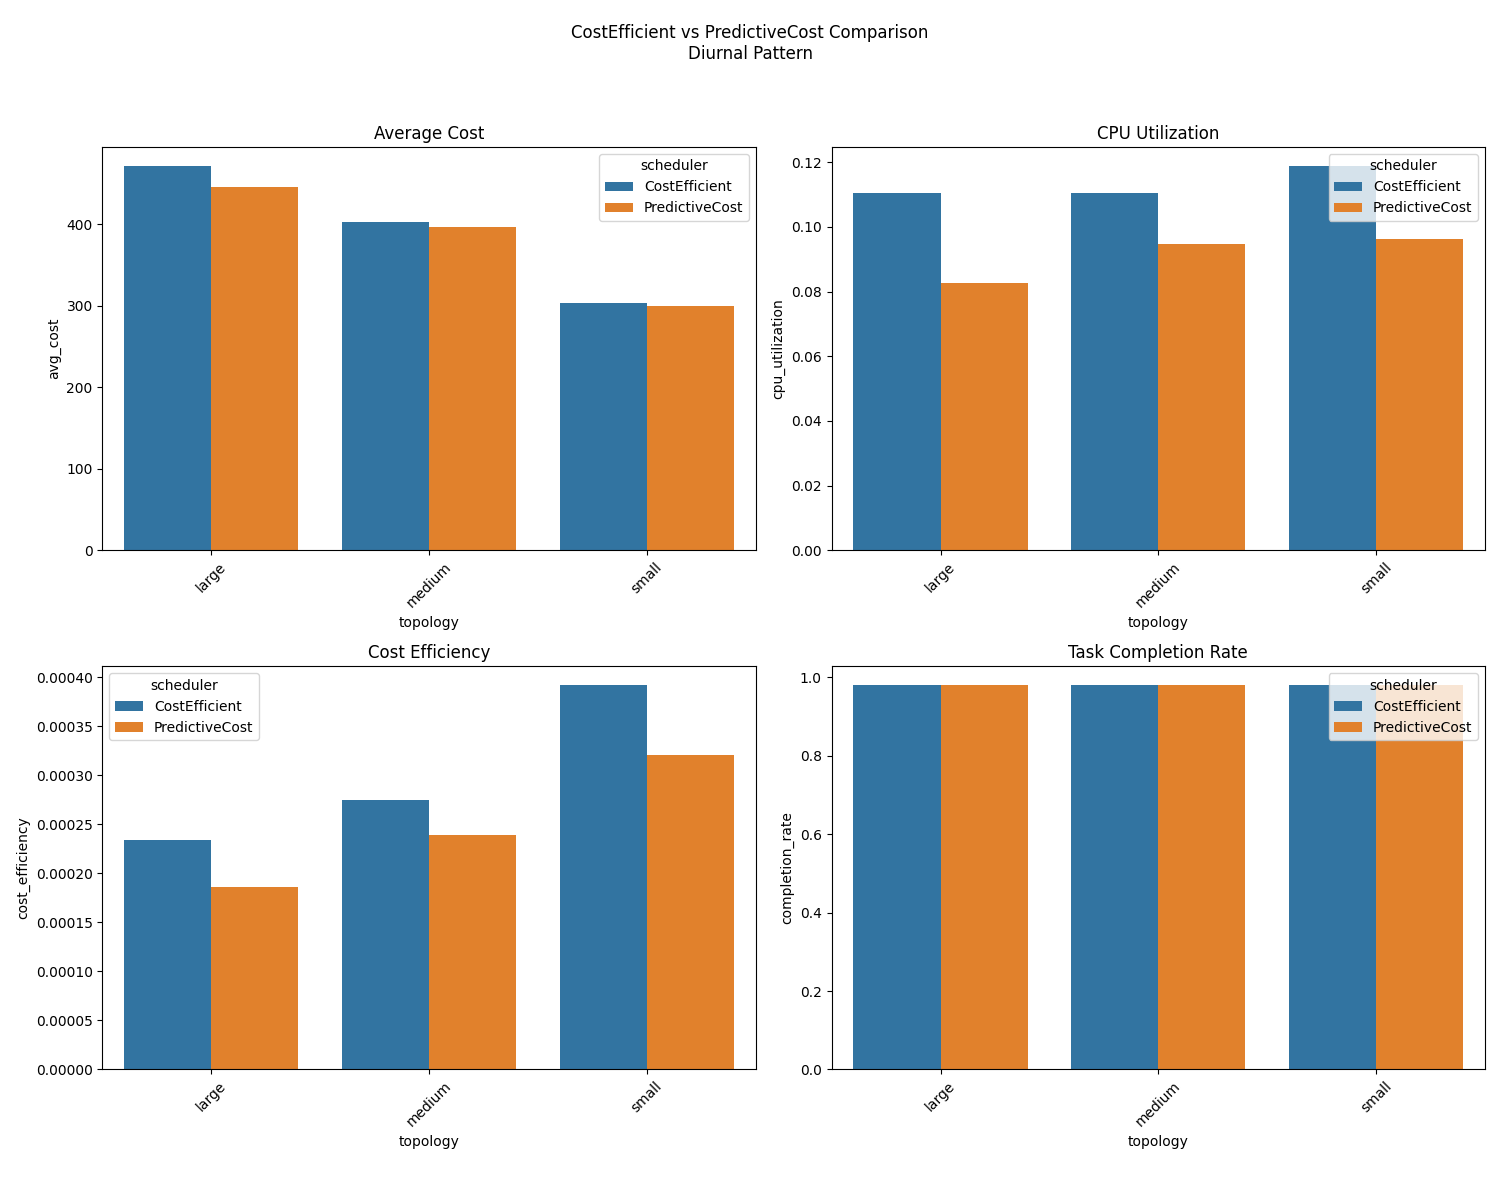 CostEfficient vs PredictiveCost Comparison
Diurnal Pattern
Average Cost
avg_cost
400
300
200
100
0
large
medium
small
topology
scheduler
CostEfficient
PredictiveCost
CPU Utilization
cpu_utilization
0.12
0.10
0.08
0.06
0.04
0.02
0.00
large
medium
small
topology
scheduler
CostEfficient
PredictiveCost
Cost Efficiency
cost_efficiency
0.00040
0.00035
0.00030
0.00025
0.00020
0.00015
0.00010
0.00005
0.00000
large
medium
small
topology
scheduler
CostEfficient
PredictiveCost
Task Completion Rate
completion_rate
1.0
0.8
0.6
0.4
0.2
0.0
large
medium
small
topology
scheduler
CostEfficient
PredictiveCost